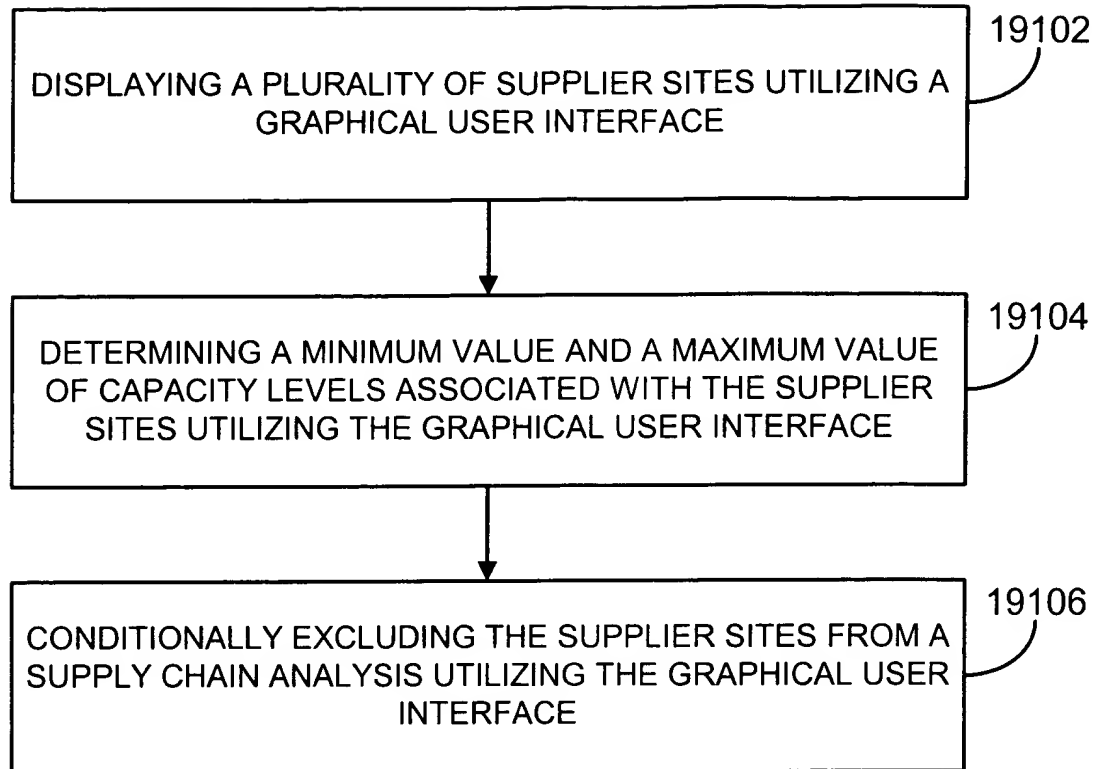 19102
DISPLAYING A PLURALITY OF SUPPLIER SITES UTILIZING A
GRAPHICAL USER INTERFACE
19104
DETERMINING A MINIMUM VALUE AND A MAXIMUM VALUE
OF CAPACITY LEVELS ASSOCIATED WITH THE SUPPLIER
SITES UTILIZING THE GRAPHICAL USER INTERFACE
19106
CONDITIONALLY EXCLUDING THE SUPPLIER SITES FROM A
SUPPLY CHAIN ANALYSIS UTILIZING THE GRAPHICAL USER
INTERFACE